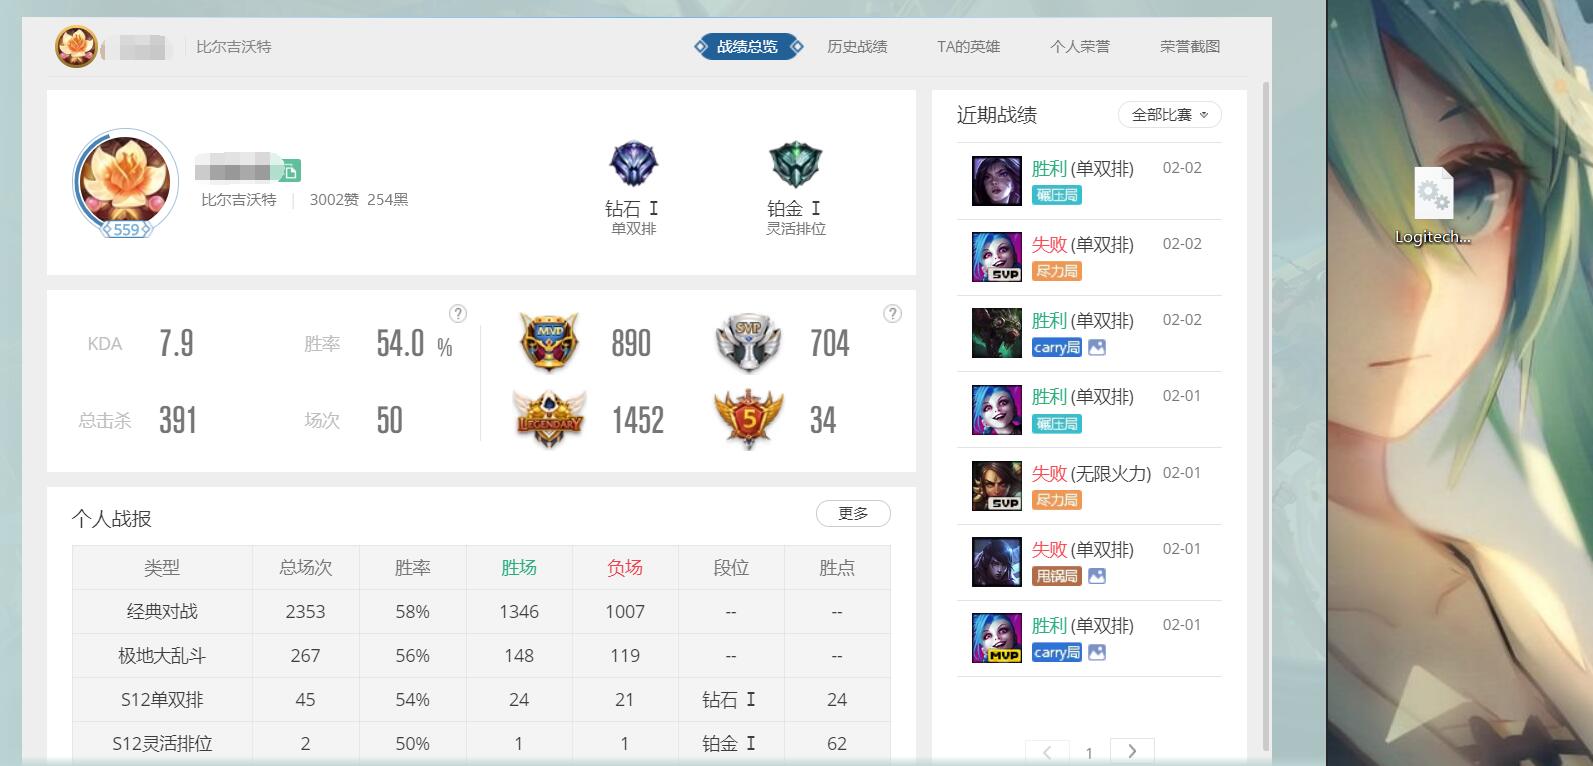 比尔吉沃特
战绩总览 历史战绩 TA的英雄 个人荣誉 荣誉截图
559
比尔吉沃特 3002赞 254黑
钻石 I
单双排
铂金 I
灵活排位
KDA 7.9 胜率 54.0 % ?
总击杀 391 场次 50
MVP 890 SVP 704 ?
LEGENDARY 1452 5 34
个人战报 更多
类型 总场次 胜率 胜场 负场 段位 胜点
经典对战 2353 58% 1346 1007 -- --
极地大乱斗 267 56% 148 119 -- --
S12单双排 45 54% 24 21 钻石 I 24
S12灵活排位 2 50% 1 1 铂金 I 62
近期战绩 全部比赛
胜利(单双排) 02-02
碾压局
失败(单双排) 02-02
SVP 尽力局
胜利(单双排) 02-02
carry局
胜利(单双排) 02-01
碾压局
失败(无限火力) 02-01
SVP 尽力局
失败(单双排) 02-01
甩锅局
胜利(单双排) 02-01
MVP carry局
1
Logitech...